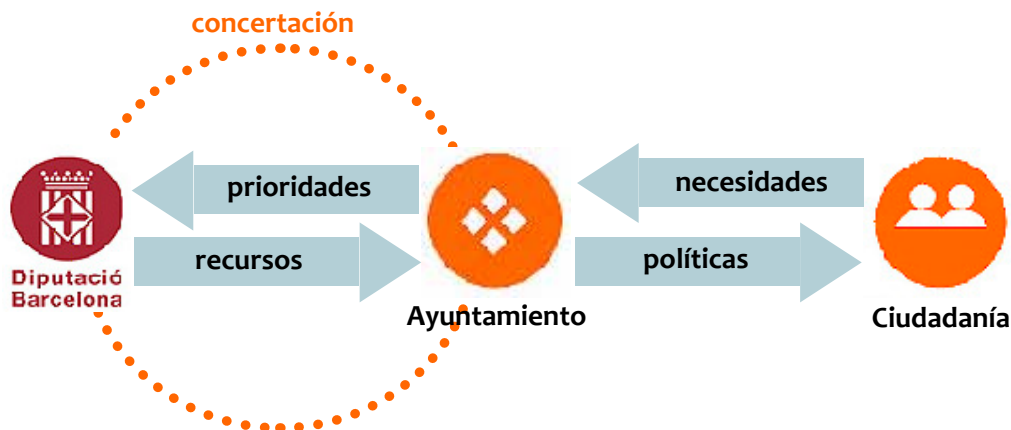 concertación
prioridades
necesidades
recursos
políticas
Diputació
Barcelona
Ayuntamiento
Ciudadanía